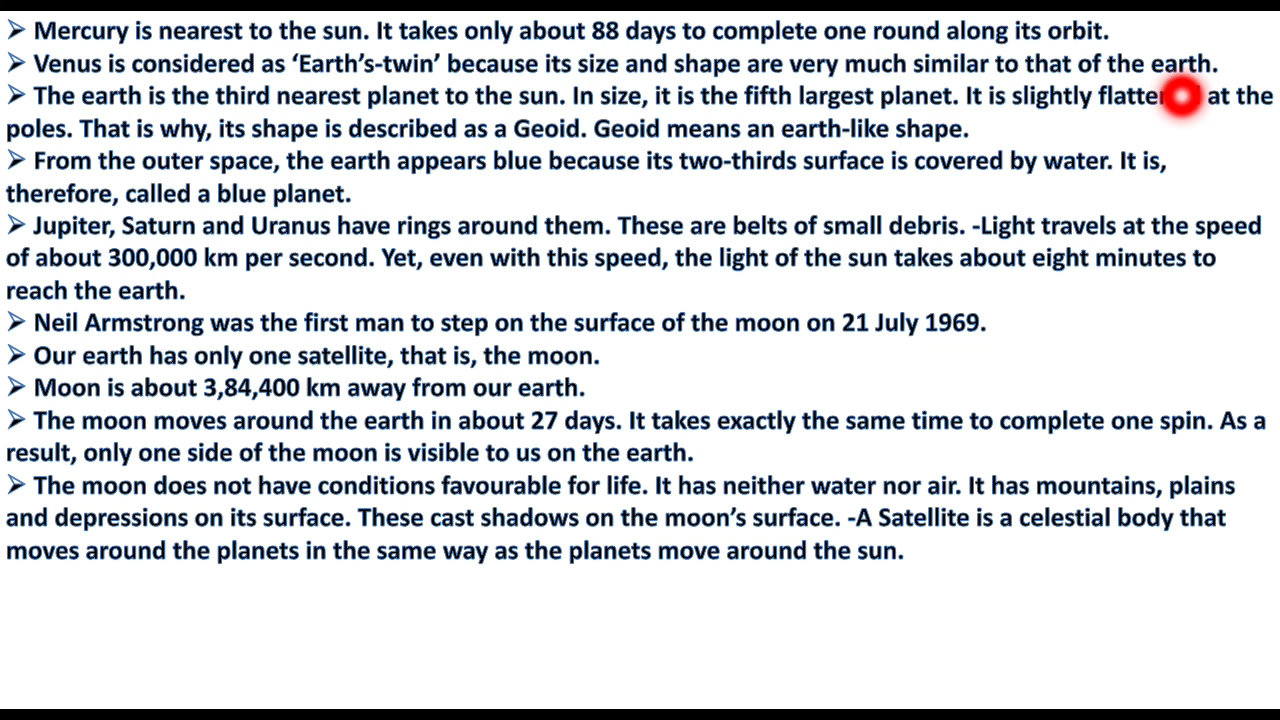 ➢ Mercury is nearest to the sun. It takes only about 88 days to complete one round along its orbit.
➢ Venus is considered as ‘Earth’s-twin’ because its size and shape are very much similar to that of the earth.
➢ The earth is the third nearest planet to the sun. In size, it is the fifth largest planet. It is slightly at the
poles. That is why, its shape is described as a Geoid. Geoid means an earth-like shape.
➢ From the outer space, the earth appears blue because its two-thirds surface is covered by water. It is,
therefore, called a blue planet.
➢ Jupiter, Saturn and Uranus have rings around them. These are belts of small debris. -Light travels at the speed
of about 300,000 km per second. Yet, even with this speed, the light of the sun takes about eight minutes to
reach the earth.
➢ Neil Armstrong was the first man to step on the surface of the moon on 21 July 1969.
➢ Our earth has only one satellite, that is, the moon.
➢ Moon is about 3,84,400 km away from our earth.
➢ The moon moves around the earth in about 27 days. It takes exactly the same time to complete one spin. As a
result, only one side of the moon is visible to us on the earth.
➢ The moon does not have conditions favourable for life. It has neither water nor air. It has mountains, plains
and depressions on its surface. These cast shadows on the moon’s surface. -A Satellite is a celestial body that
moves around the planets in the same way as the planets move around the sun.